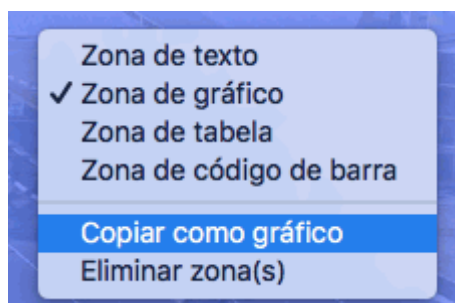 Zona de texto
✓ Zona de gráfico
Zona de tabela
Zona de código de barra
Copiar como gráfico
Eliminar zona(s)